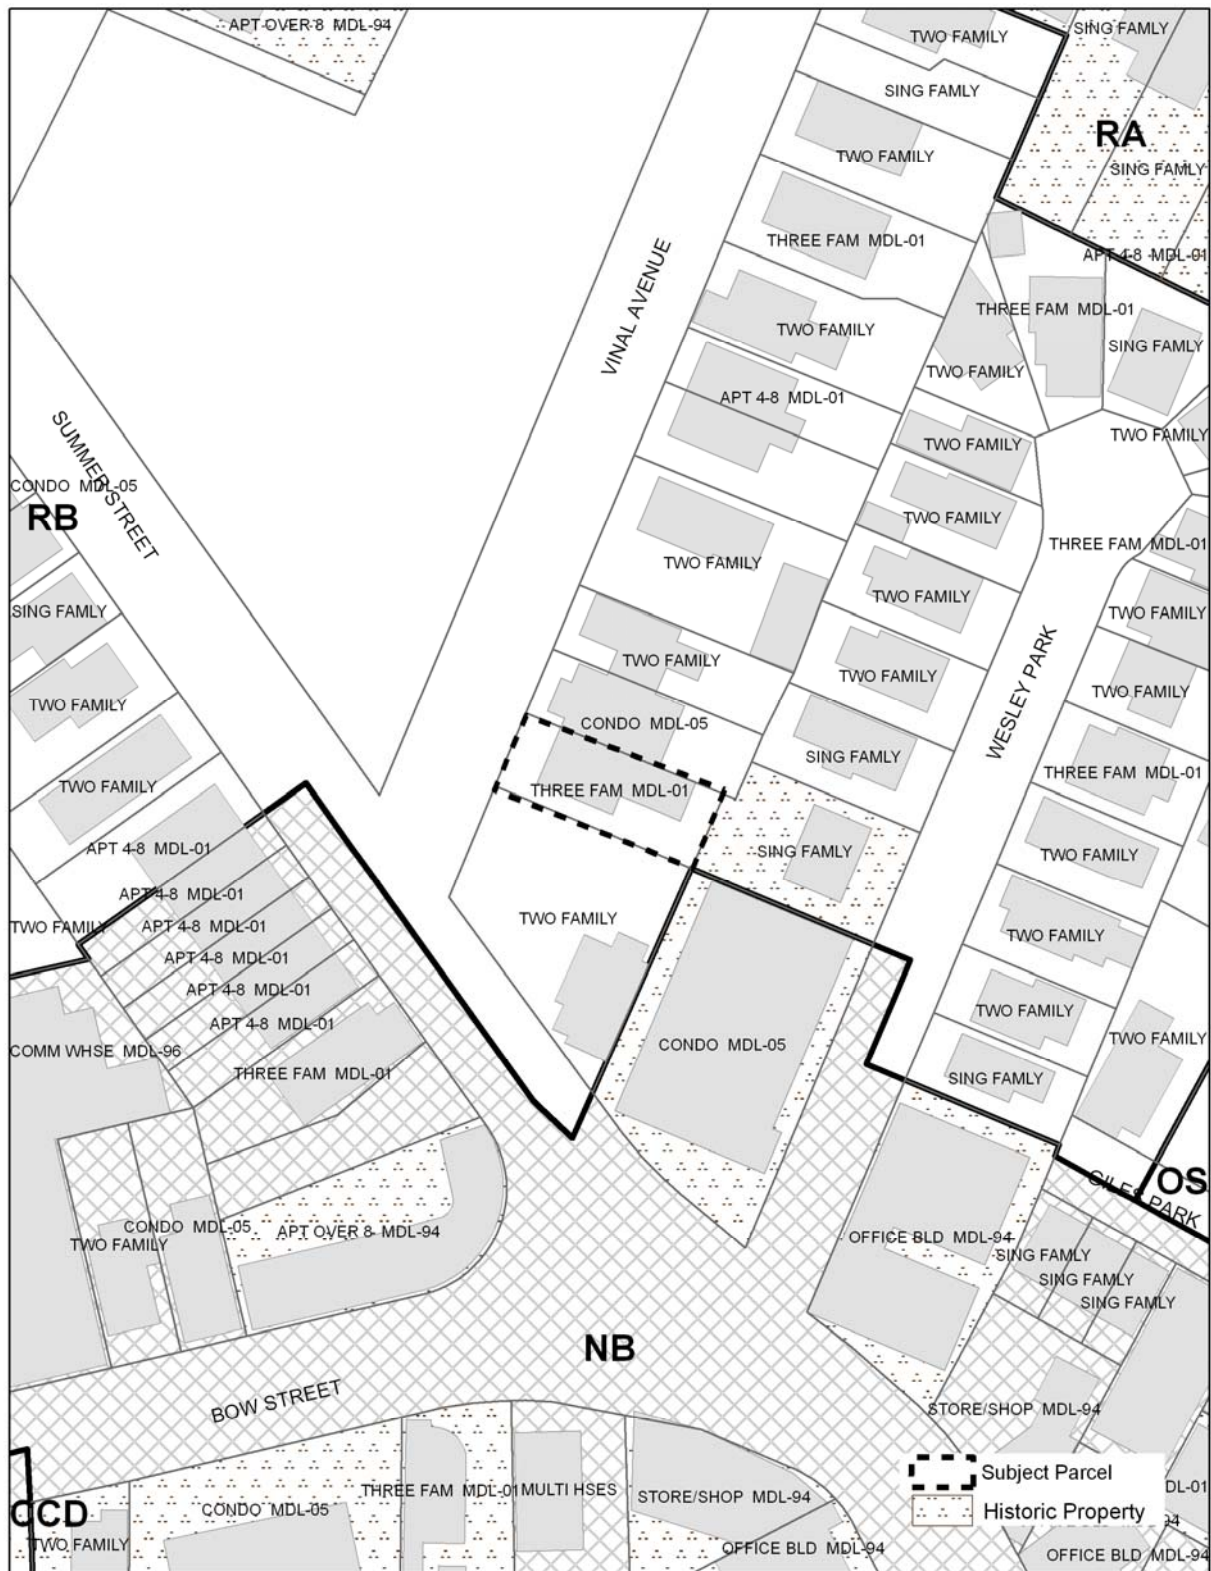 APT OVER 8 MDL-94
TWO FAMILY
SING FAMLY
SING FAMLY
RA
TWO FAMILY
SING FAMLY
THREE FAM MDL-01
APT 4-8 MDL-01
VINAL AVENUE
THREE FAM MDL-01
TWO FAMILY
SING FAMLY
TWO FAMILY
APT 4-8 MDL-01
SUMMER STREET
TWO FAMILY
TWO FAMILY
CONDO MDL-05
RB
TWO FAMILY
THREE FAM MDL-01
TWO FAMILY
TWO FAMILY
SING FAMLY
TWO FAMILY
TWO FAMILY
WESLEY PARK
TWO FAMILY
TWO FAMILY
TWO FAMILY
CONDO MDL-05
SING FAMLY
THREE FAM MDL-01
TWO FAMILY
THREE FAM MDL-01
APT 4-8 MDL-01
SING FAMLY
TWO FAMILY
APT 4-8 MDL-01
TWO FAMILY
APT 4-8 MDL-01
TWO FAMILY
TWO FAMILY
APT 4-8 MDL-01
APT 4-8 MDL-01
TWO FAMILY
APT 4-8 MDL-01
TWO FAMILY
CONDO MDL-05
COMM WHSE MDL-96
THREE FAM MDL-01
SING FAMLY
OS
GILES PARK
CONDO MDL-05
APT OVER 8 MDL-94
OFFICE BLD MDL-94
TWO FAMILY
SING FAMLY
SING FAMLY
SING FAMLY
NB
BOW STREET
STORE/SHOP MDL-94
Subject Parcel
THREE FAM MDL-01
MULTI HSES
STORE/SHOP MDL-94
DL-01
CCD
CONDO MDL-05
Historic Property
94
TWO FAMILY
OFFICE BLD MDL-94
OFFICE BLD MDL-94